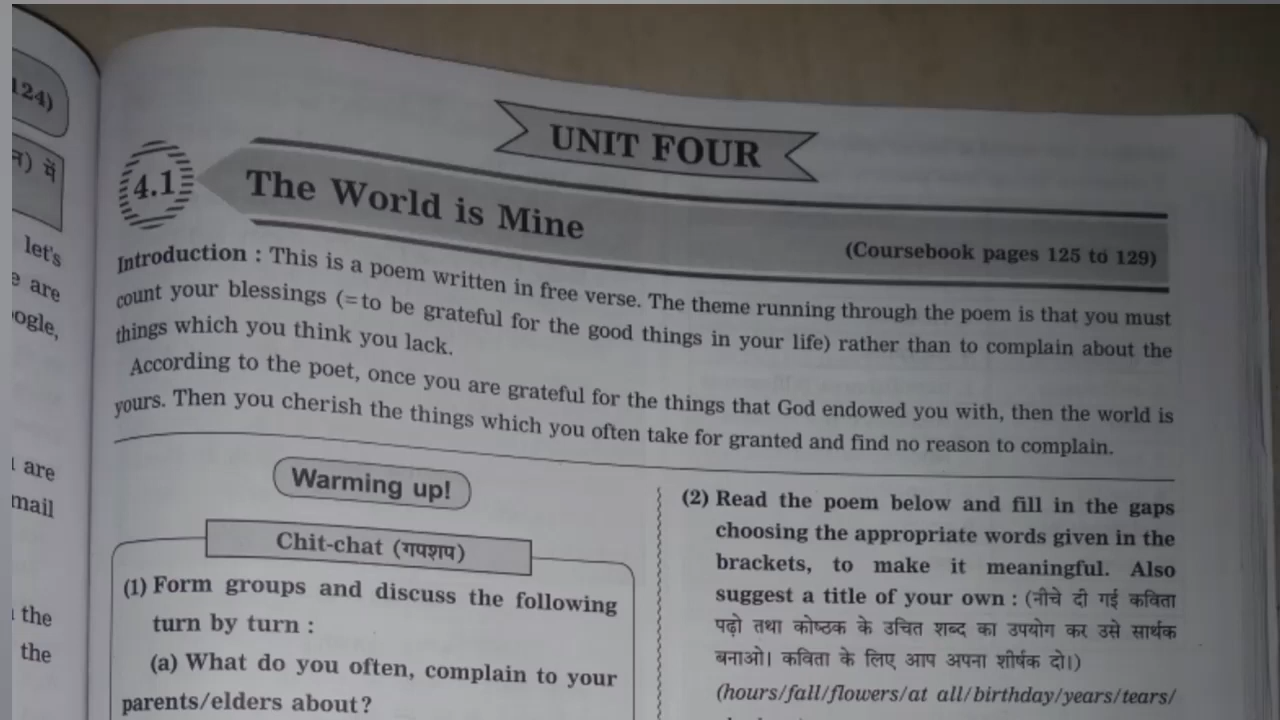 124)
में
let's
are
ogle,
are
mail
the
the
UNIT FOUR
4.1
The World is Mine
(Coursebook pages 125 to 129)
Introduction : This is a poem written in free verse. The theme running through the poem is that you must
count your blessings (=to be grateful for the good things in your life) rather than to complain about the
things which you think you lack.
According to the poet, once you are grateful for the things that God endowed you with, then the world is
yours. Then you cherish the things which you often take for granted and find no reason to complain.
Warming up!
Chit-chat (गपशप)
(1) Form groups and discuss the following
turn by turn :
(a) What do you often, complain to your
parents/elders about?
(2) Read the poem below and fill in the gaps
choosing the appropriate words given in the
brackets, to make it meaningful. Also
suggest a title of your own : (नीचे दी गई कविता
पढ़ो तथा कोष्ठक के उचित शब्द का उपयोग कर उसे सार्थक
बनाओ। कविता के लिए आप अपना शीर्षक दो।)
(hours/fall/flowers/at all/birthday/years/tears/